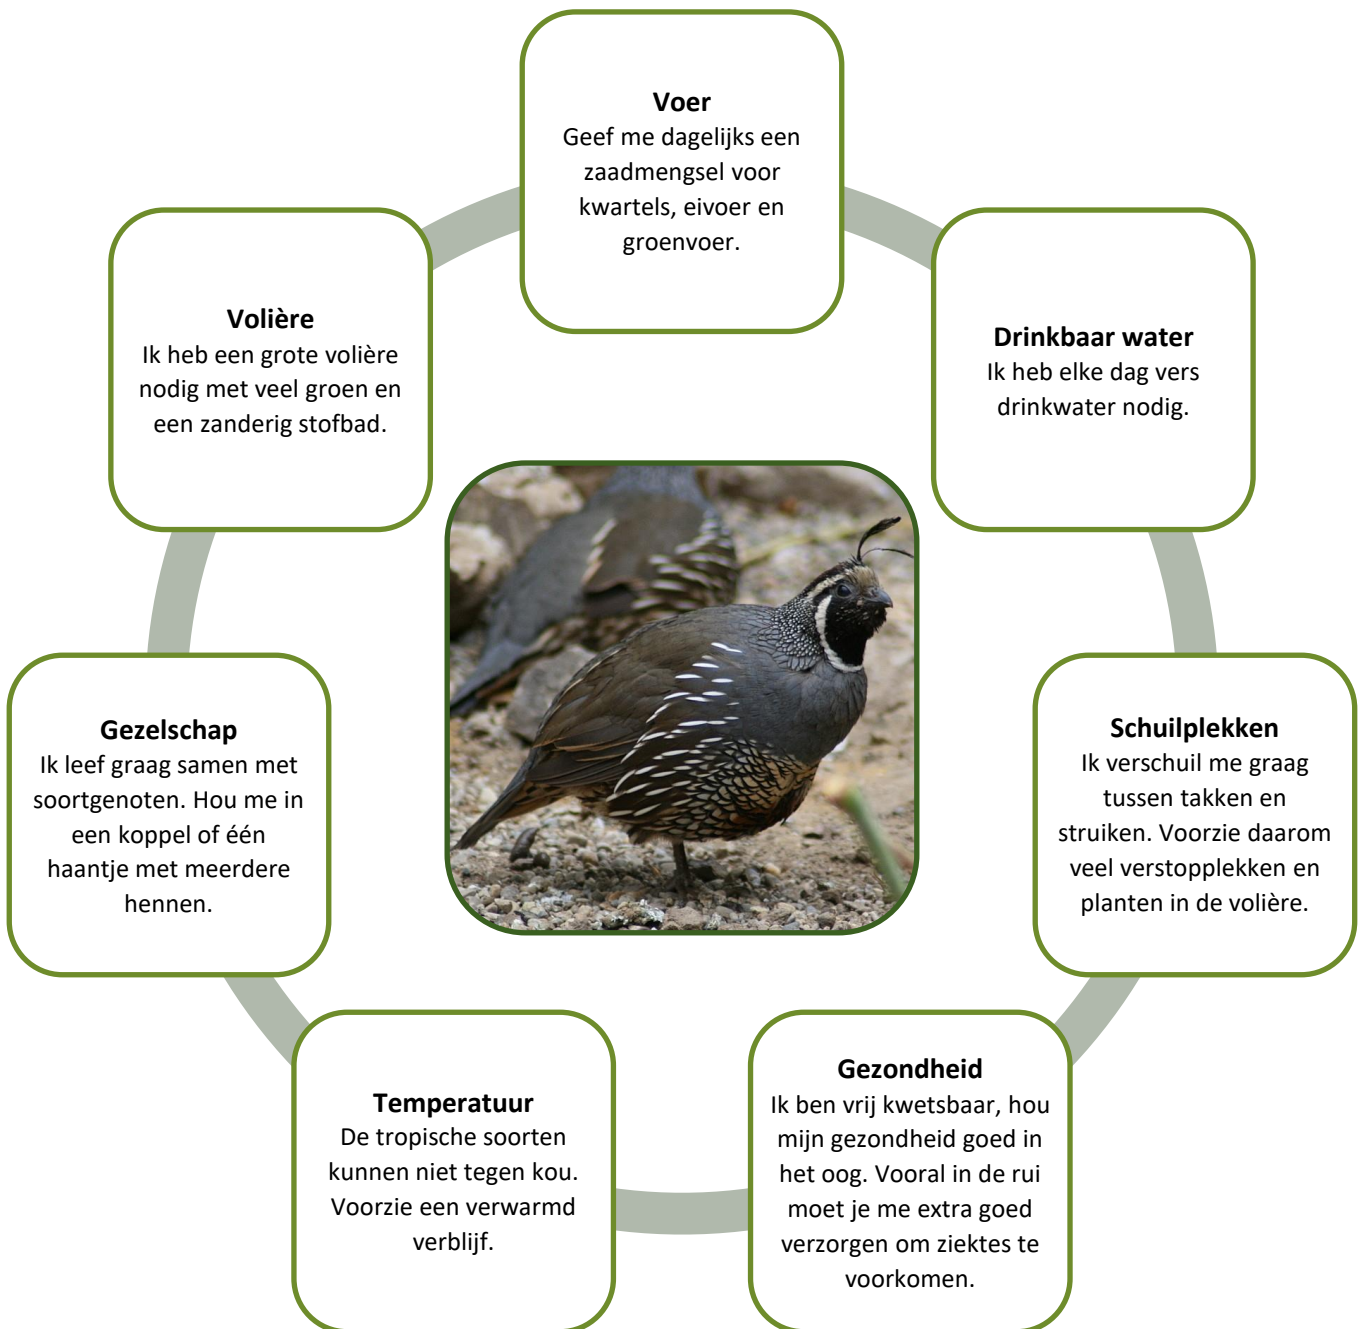 Voer
Geef me dagelijks een
zaadmengsel voor
kwartels, eivoer en
groenvoer.
Drinkbaar water
Ik heb elke dag vers
drinkwater nodig.
Schuilplekken
Ik verschuil me graag
tussen takken en
struiken. Voorzie daarom
veel verstopplekken en
planten in de volière.
Gezondheid
Ik ben vrij kwetsbaar, hou
mijn gezondheid goed in
het oog. Vooral in de rui
moet je me extra goed
verzorgen om ziektes te
voorkomen.
Temperatuur
De tropische soorten
kunnen niet tegen kou.
Voorzie een verwarmd
verblijf.
Gezelschap
Ik leef graag samen met
soortgenoten. Hou me in
een koppel of één
haantje met meerdere
hennen.
Volière
Ik heb een grote volière
nodig met veel groen en
een zanderig stofbad.